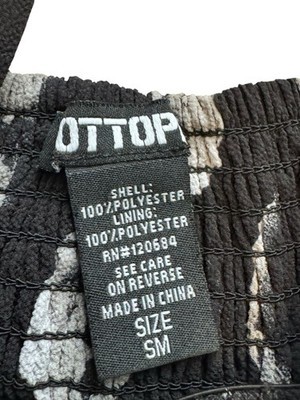 OTTOP
SHELL:
100%POLYESTER
LINING:
100%POLYESTER
RN#120684
SEE CARE
ON REVERSE
MADE IN CHINA
SIZE
SM